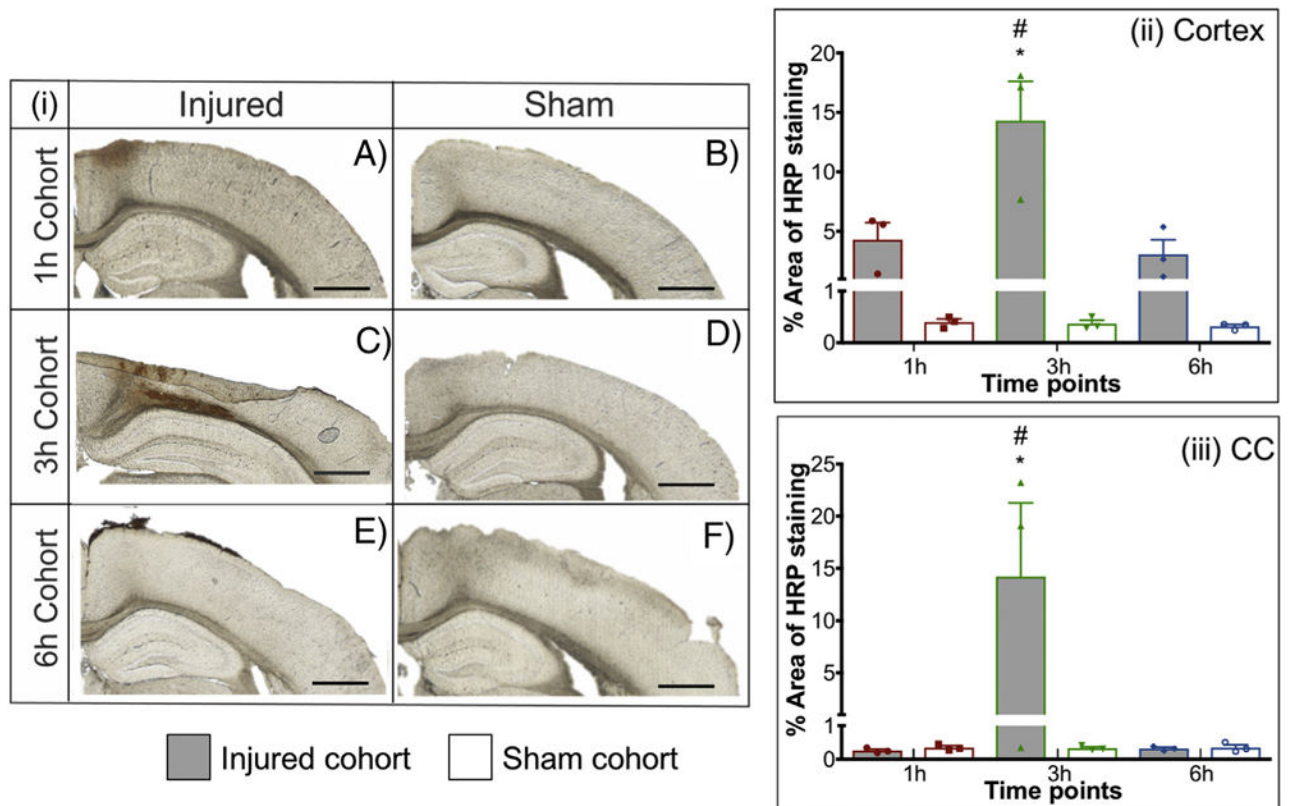 (i) Injured Sham
1h Cohort
A)
B)
3h Cohort
C)
D)
6h Cohort
E)
F)
Injured cohort Sham cohort
(ii) Cortex
#
*
% Area of HRP staining
20
15
10
5
1
0
1h 3h 6h
Time points
(iii) CC
#
*
% Area of HRP staining
25
20
15
10
5
1
0
1h 3h 6h
Time points